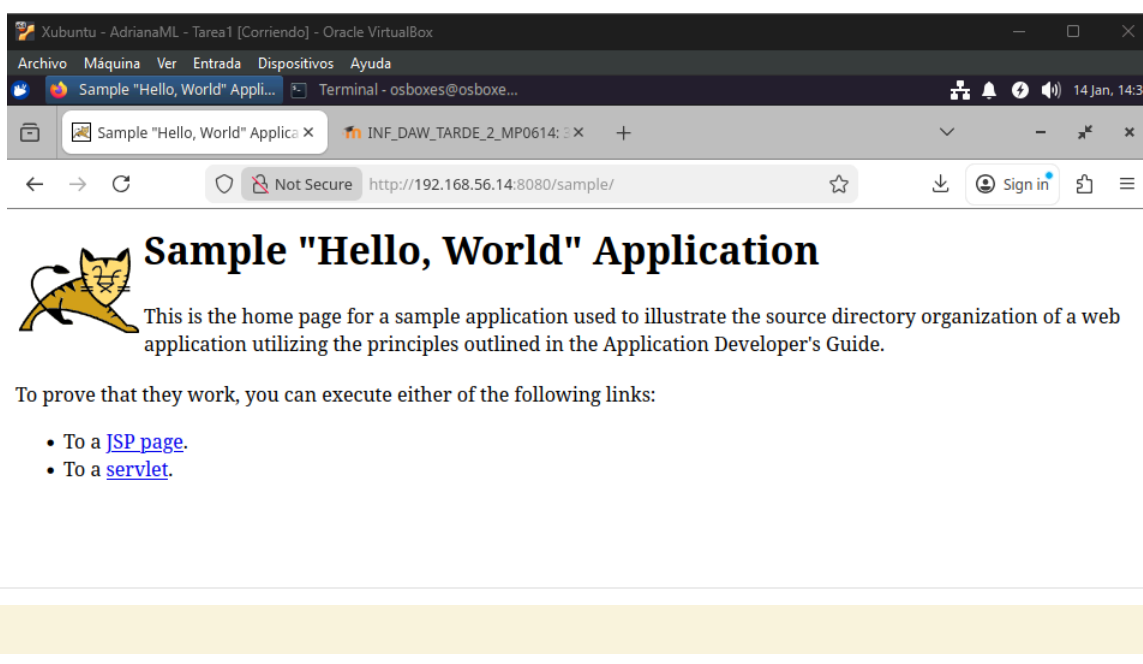 Xubuntu - AdrianaML - Tarea1 [Corriendo] - Oracle VirtualBox
Archivo Máquina Ver Entrada Dispositivos Ayuda
Sample "Hello, World" Appli... Terminal - osboxes@osboxe... 14 Jan, 14:3
Sample "Hello, World" Applica INF_DAW_TARDE_2_MP0614:
Not Secure http://192.168.56.14:8080/sample/ Sign in
Sample "Hello, World" Application
This is the home page for a sample application used to illustrate the source directory organization of a web
application utilizing the principles outlined in the Application Developer's Guide.
To prove that they work, you can execute either of the following links:
• To a JSP page.
• To a servlet.